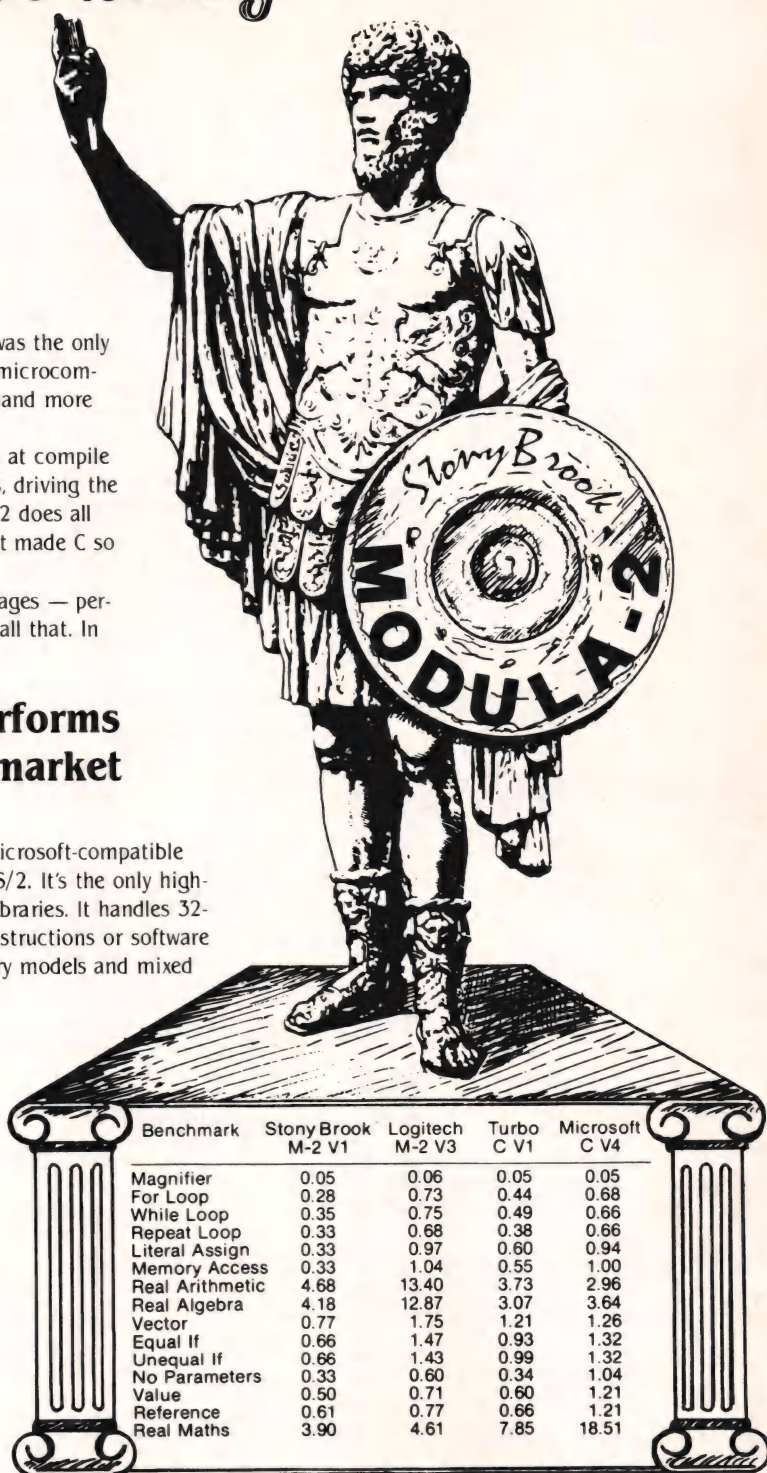 was the only
microcom-
and more
at compile
, driving the
2 does all
t made C so
ages — per-
all that. In
rforms
market
icrosoft-compatible
S/2. It's the only high-
braries. It handles 32-
structions or software
ry models and mixed
Stony Brook
MODULA-2
Benchmark Stony Brook M-2 V1 Logitech M-2 V3 Turbo C V1 Microsoft C V4
Magnifier 0.05 0.06 0.05 0.05
For Loop 0.28 0.73 0.44 0.68
While Loop 0.35 0.75 0.49 0.66
Repeat Loop 0.33 0.68 0.38 0.66
Literal Assign 0.33 0.97 0.60 0.94
Memory Access 0.33 1.04 0.55 1.00
Real Arithmetic 4.68 13.40 3.73 2.96
Real Algebra 4.18 12.87 3.07 3.64
Vector 0.77 1.75 1.21 1.26
Equal If 0.66 1.47 0.93 1.32
Unequal If 0.66 1.43 0.99 1.32
No Parameters 0.33 0.60 0.34 1.04
Value 0.50 0.71 0.60 1.21
Reference 0.61 0.77 0.66 1.21
Real Maths 3.90 4.61 7.85 18.51